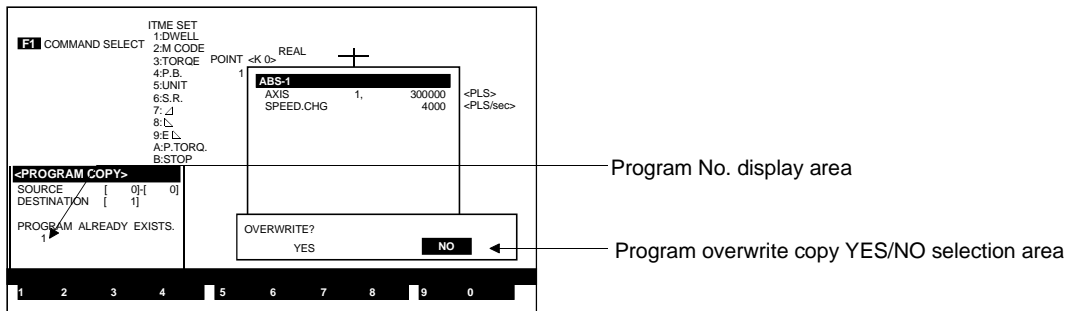 ITME SET
F1 COMMAND SELECT
1:DWELL
2:M CODE
3:TORQE
4:P.B.
5:UNIT
6:S.R.
7:
8:
9:E
A:P.TORQ.
B:STOP
POINT <K 0> REAL
1
ABS-1
AXIS 1, 300000 <PLS>
SPEED.CHG 4000 <PLS/sec>
<PROGRAM COPY>
SOURCE [ 0]-[ 0]
DESTINATION [ 1]
PROGRAM ALREADY EXISTS.
1
OVERWRITE?
YES NO
Program No. display area
Program overwrite copy YES/NO selection area
1 2 3 4 5 6 7 8 9 0